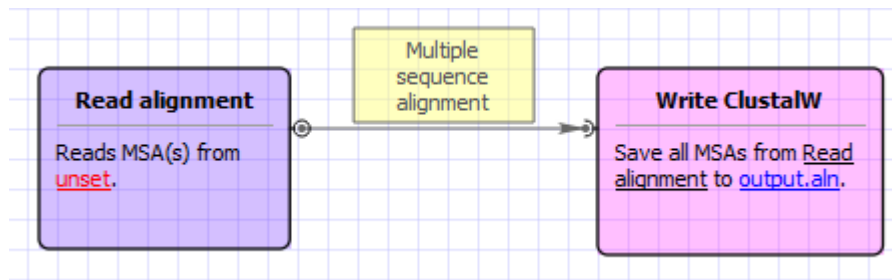 Multiple
sequence
alignment
Read alignment
Reads MSA(s) from
unset.
Write ClustalW
Save all MSAs from Read
alignment to output.aln.